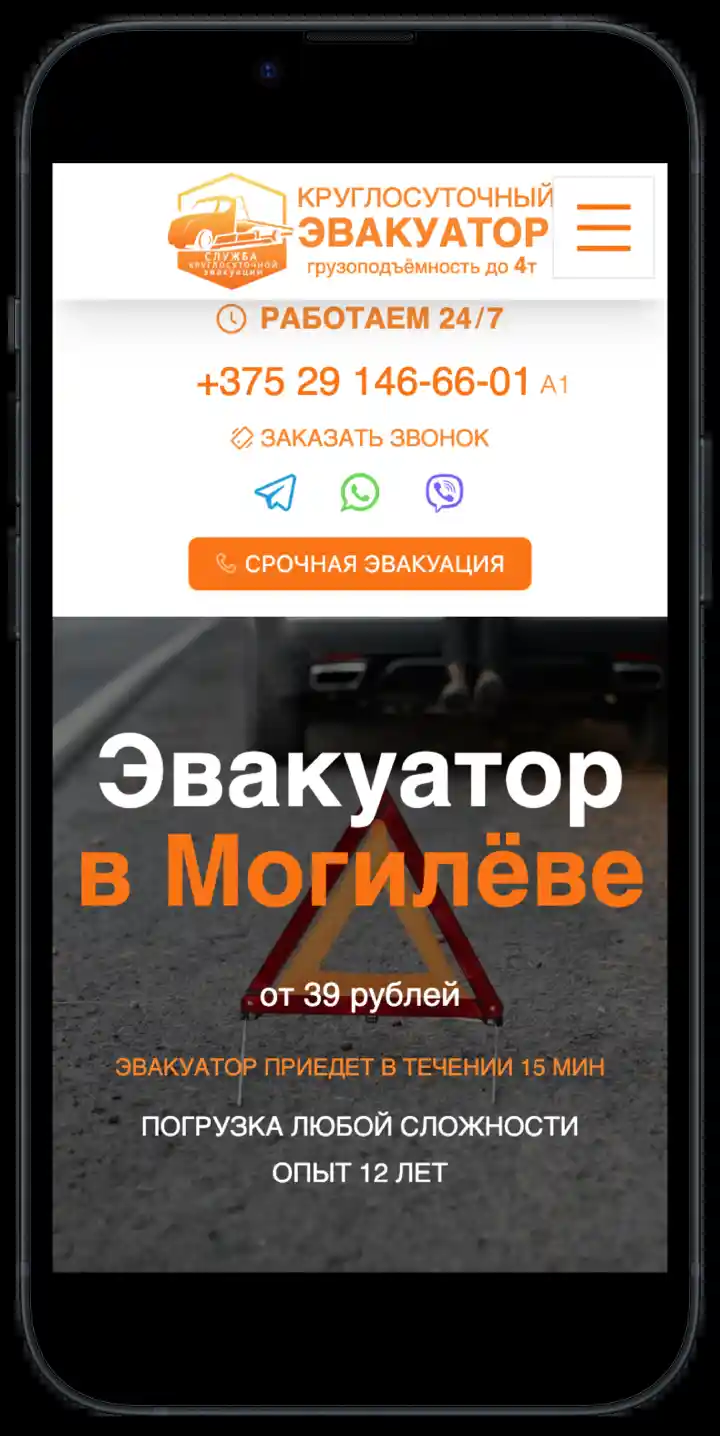 КРУГЛОСУТОЧНЫЙ
ЭВАКУАТОР
грузоподъёмность до 4т
СЛУЖБА
КРУГЛОСУТОЧНОЙ
эвакуации
РАБОТАЕМ 24/7
+375 29 146-66-01 А1
ЗАКАЗАТЬ ЗВОНОК
СРОЧНАЯ ЭВАКУАЦИЯ
Эвакуатор
в Могилёве
от 39 рублей
ЭВАКУАТОР ПРИЕДЕТ В ТЕЧЕНИИ 15 МИН
ПОГРУЗКА ЛЮБОЙ СЛОЖНОСТИ
ОПЫТ 12 ЛЕТ